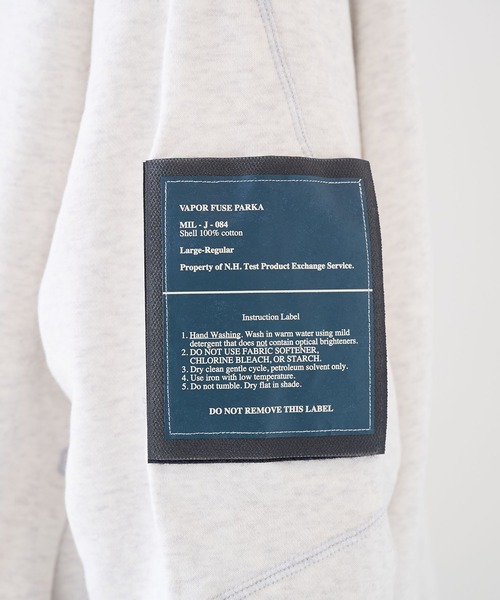 VAPOR FUSE PARKA
MIL - J - 084
Shell 100% cotton
Large-Regular
Property of N.H. Test Product Exchange Service.
Instruction Label
1. Hand Washing. Wash in warm water using mild
detergent that does not contain optical brighteners.
2. DO NOT USE FABRIC SOFTENER,
CHLORINE BLEACH, OR STARCH.
3. Dry clean gentle cycle, petroleum solvent only.
4. Use iron with low temperature.
5. Do not tumble. Dry flat in shade.
DO NOT REMOVE THIS LABEL